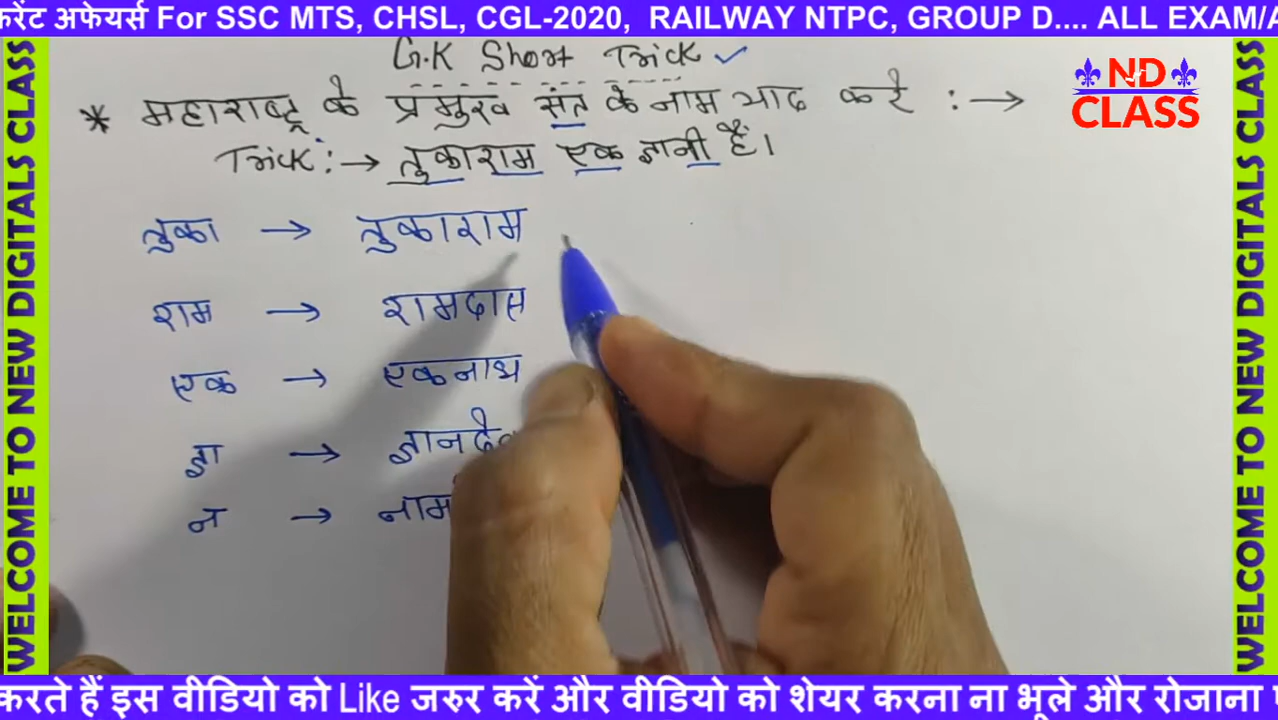 करेंट अफेयर्स For SSC MTS, CHSL, CGL-2020, RAILWAY NTPC, GROUP D.... ALL EXAM/
G.K Short Trick ✓
ND
CLASS
* महाराष्ट्र के प्रमुख संत के नाम याद करे :→
Trick :→ तुकाराम एक ज्ञानी है।
तुका → तुकाराम
राम → रामदास
एक → एकनाथ
ज्ञा → ज्ञानदे
न → नाम
WELCOME TO NEW DIGITALS CLASS
WELCOME TO NEW DIGITALS CLASS
करते हैं इस वीडियो को Like जरुर करें और वीडियो को शेयर करना ना भूले और रोजाना